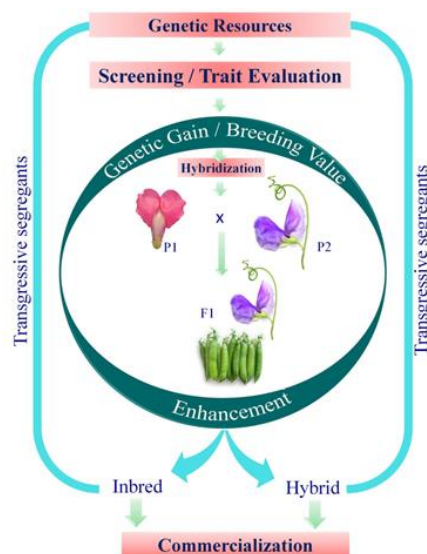 Genetic Resources
Screening / Trait Evaluation
Genetic Gain / Breeding Value
Hybridization
P1
x
P2
F1
Enhancement
Transgressive segregants
Transgressive segregants
Inbred
Hybrid
Commercialization